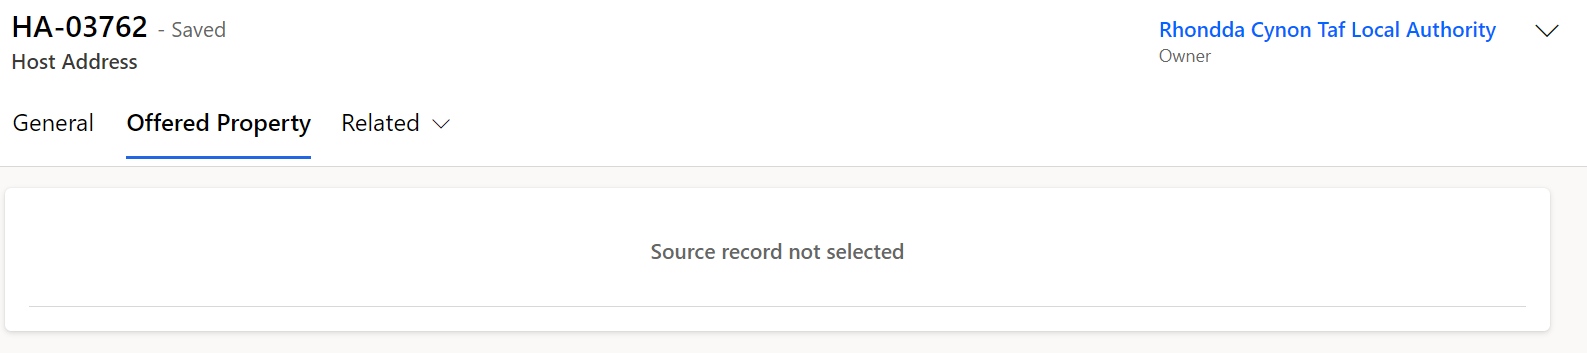 HA-03762 - Saved
Host Address
Rhondda Cynon Taf Local Authority
Owner
General Offered Property Related
Source record not selected